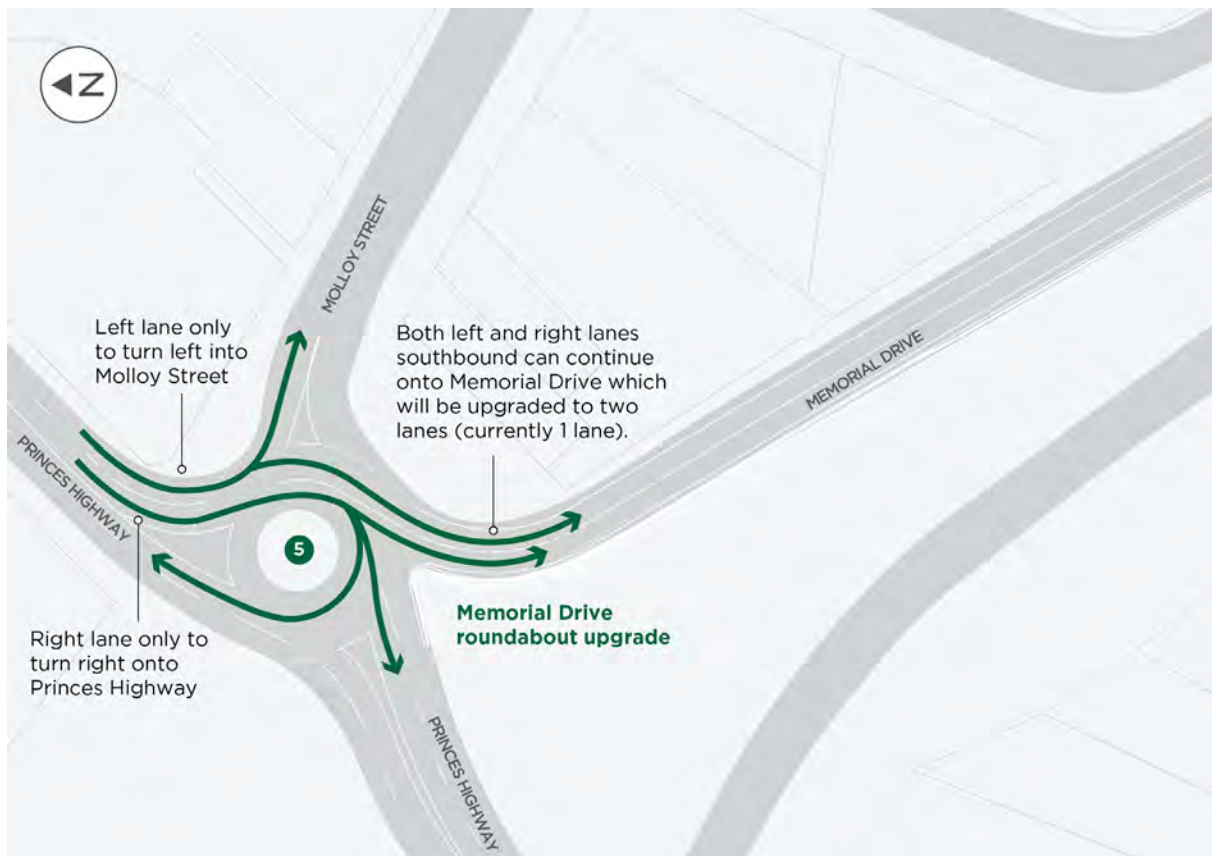 N
MOLLOY STREET
Left lane only
to turn left into
Molloy Street
Both left and right lanes
southbound can continue
onto Memorial Drive which
will be upgraded to two
lanes (currently 1 lane).
MEMORIAL DRIVE
PRINCES HIGHWAY
5
Memorial Drive
roundabout upgrade
Right lane only to
turn right onto
Princes Highway
PRINCES HIGHWAY